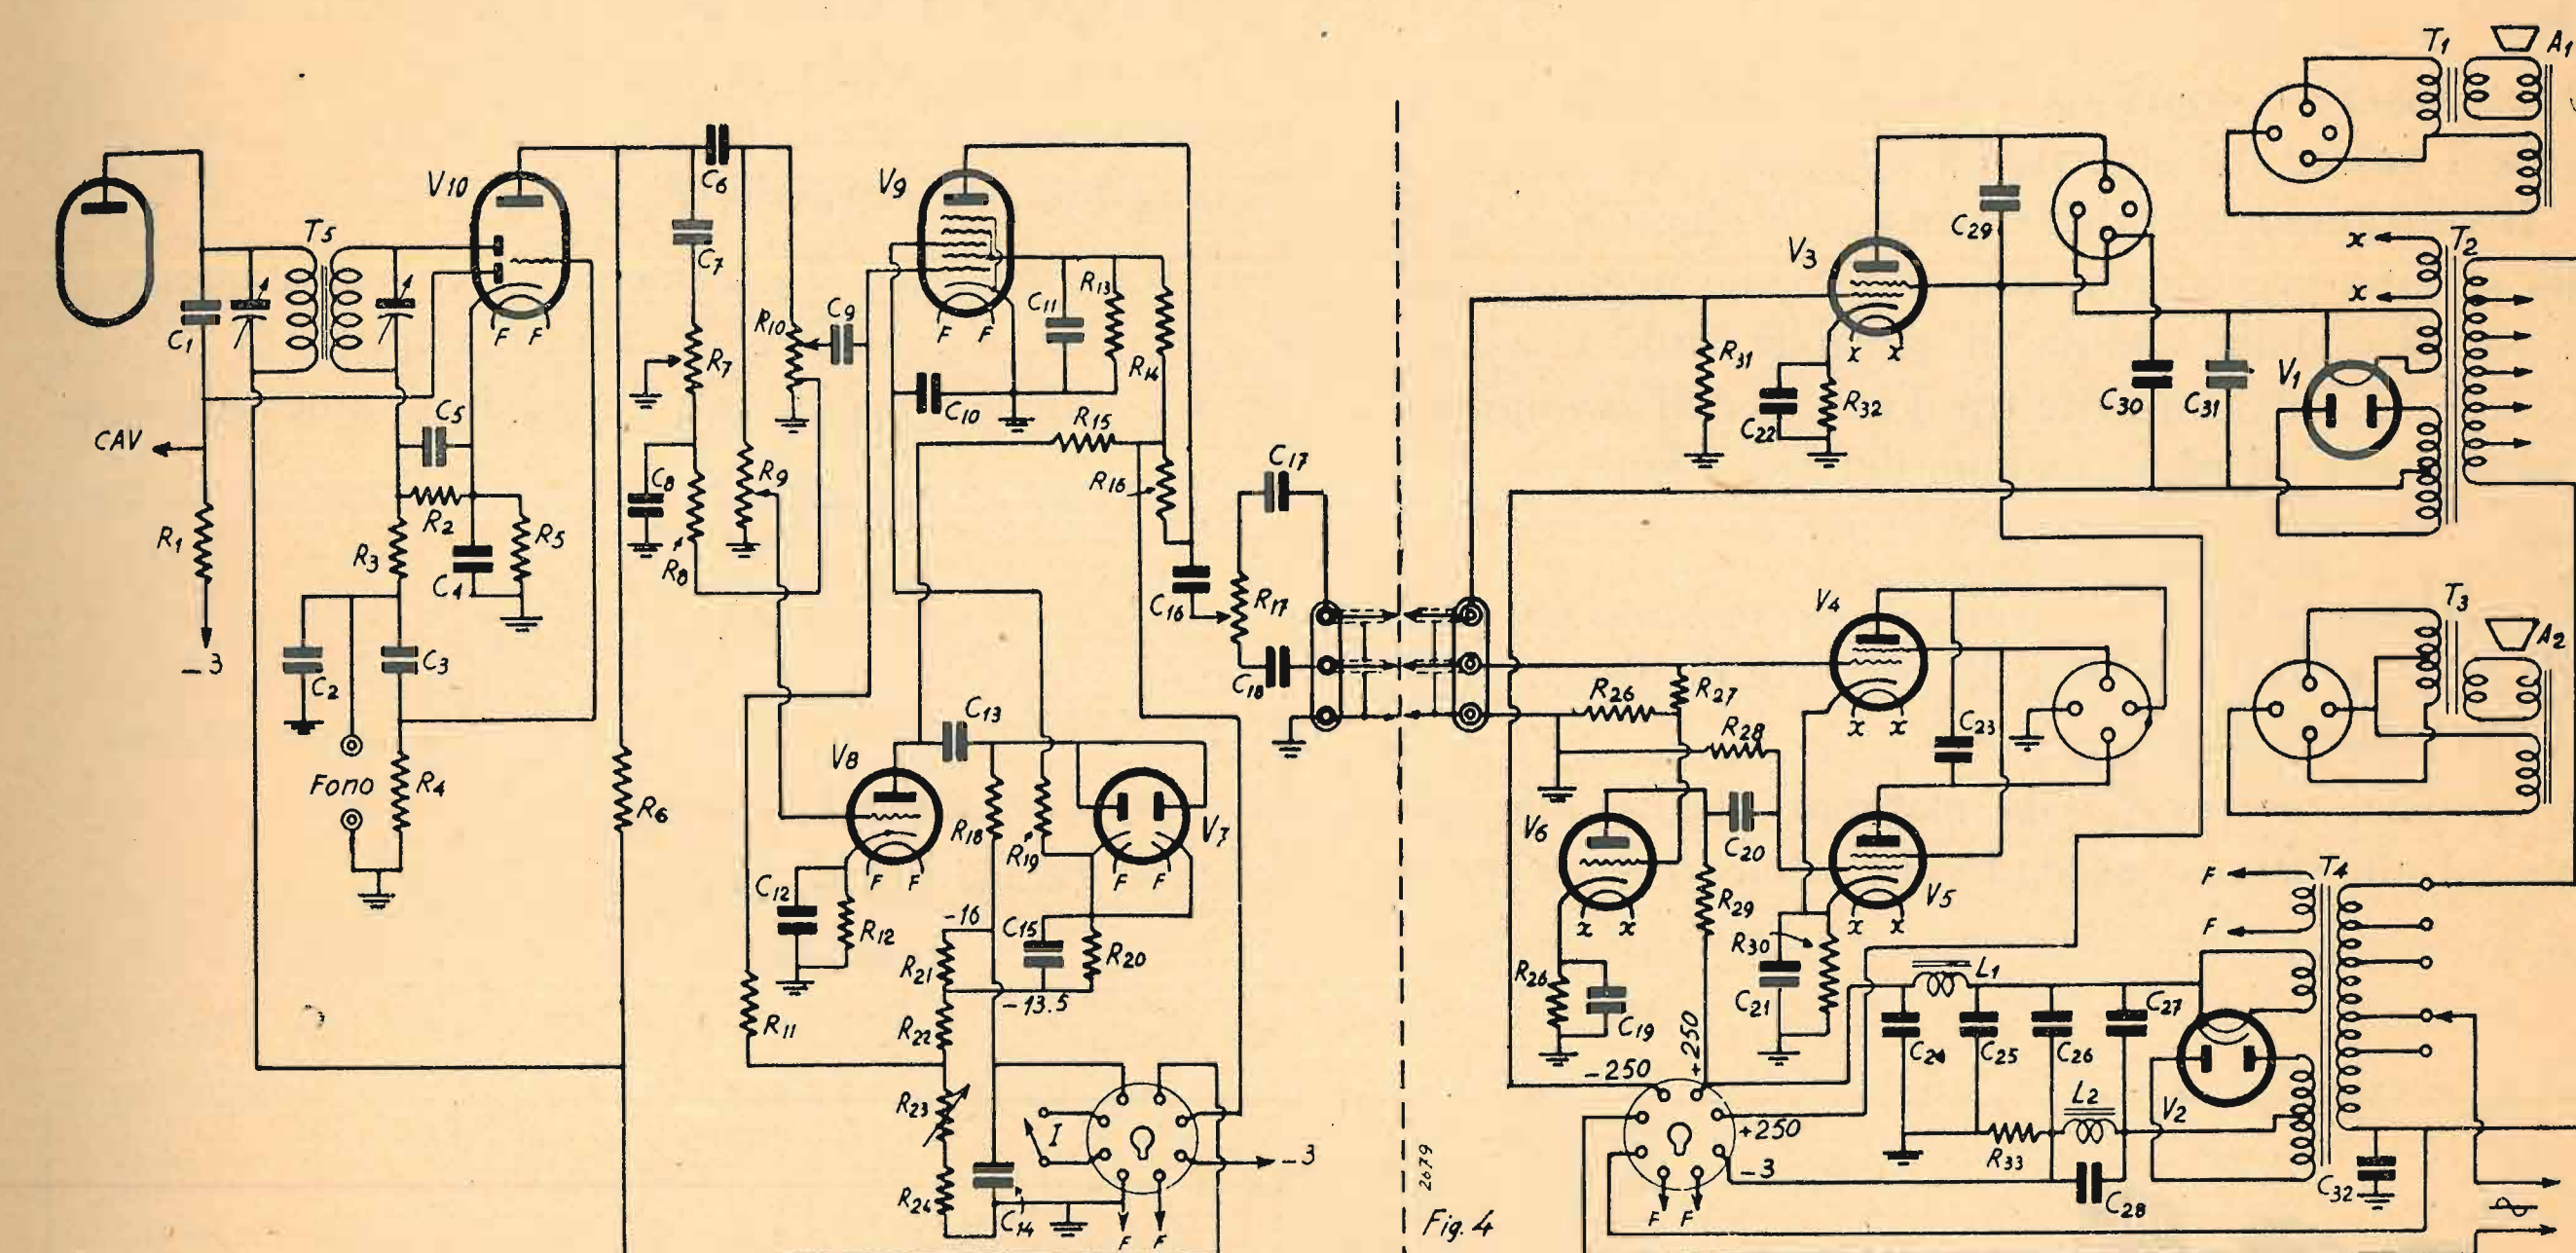 T1
A1
V10
C6
V9
T5
C7
V3
C29
x
T2
x
C1
F F
R7
R10
C9
F F
C11
R13
R14
x x
R31
C22
R32
C30
C31
V1
C5
C10
R15
CAV
C8
R9
R16
C17
R1
R3
R2
R5
C4
R8
C16
R17
V4
T3
A2
-3
C2
C3
C18
R26
R27
x x
C13
R28
C23
Fono
R4
R6
V8
R18
R19
V7
V6
C20
V5
F F
F F
T4
F
F
C12
R12
-16
C15
R20
R21
x x
R29
R30
x x
-13.5
R26
C19
C21
L1
C27
R11
R22
-250
+250
C24
C25
C26
R23
I
L2
V2
+250
-3
-3
R33
R24
C14
F F
2679
Fig. 4
F F
C28
C32